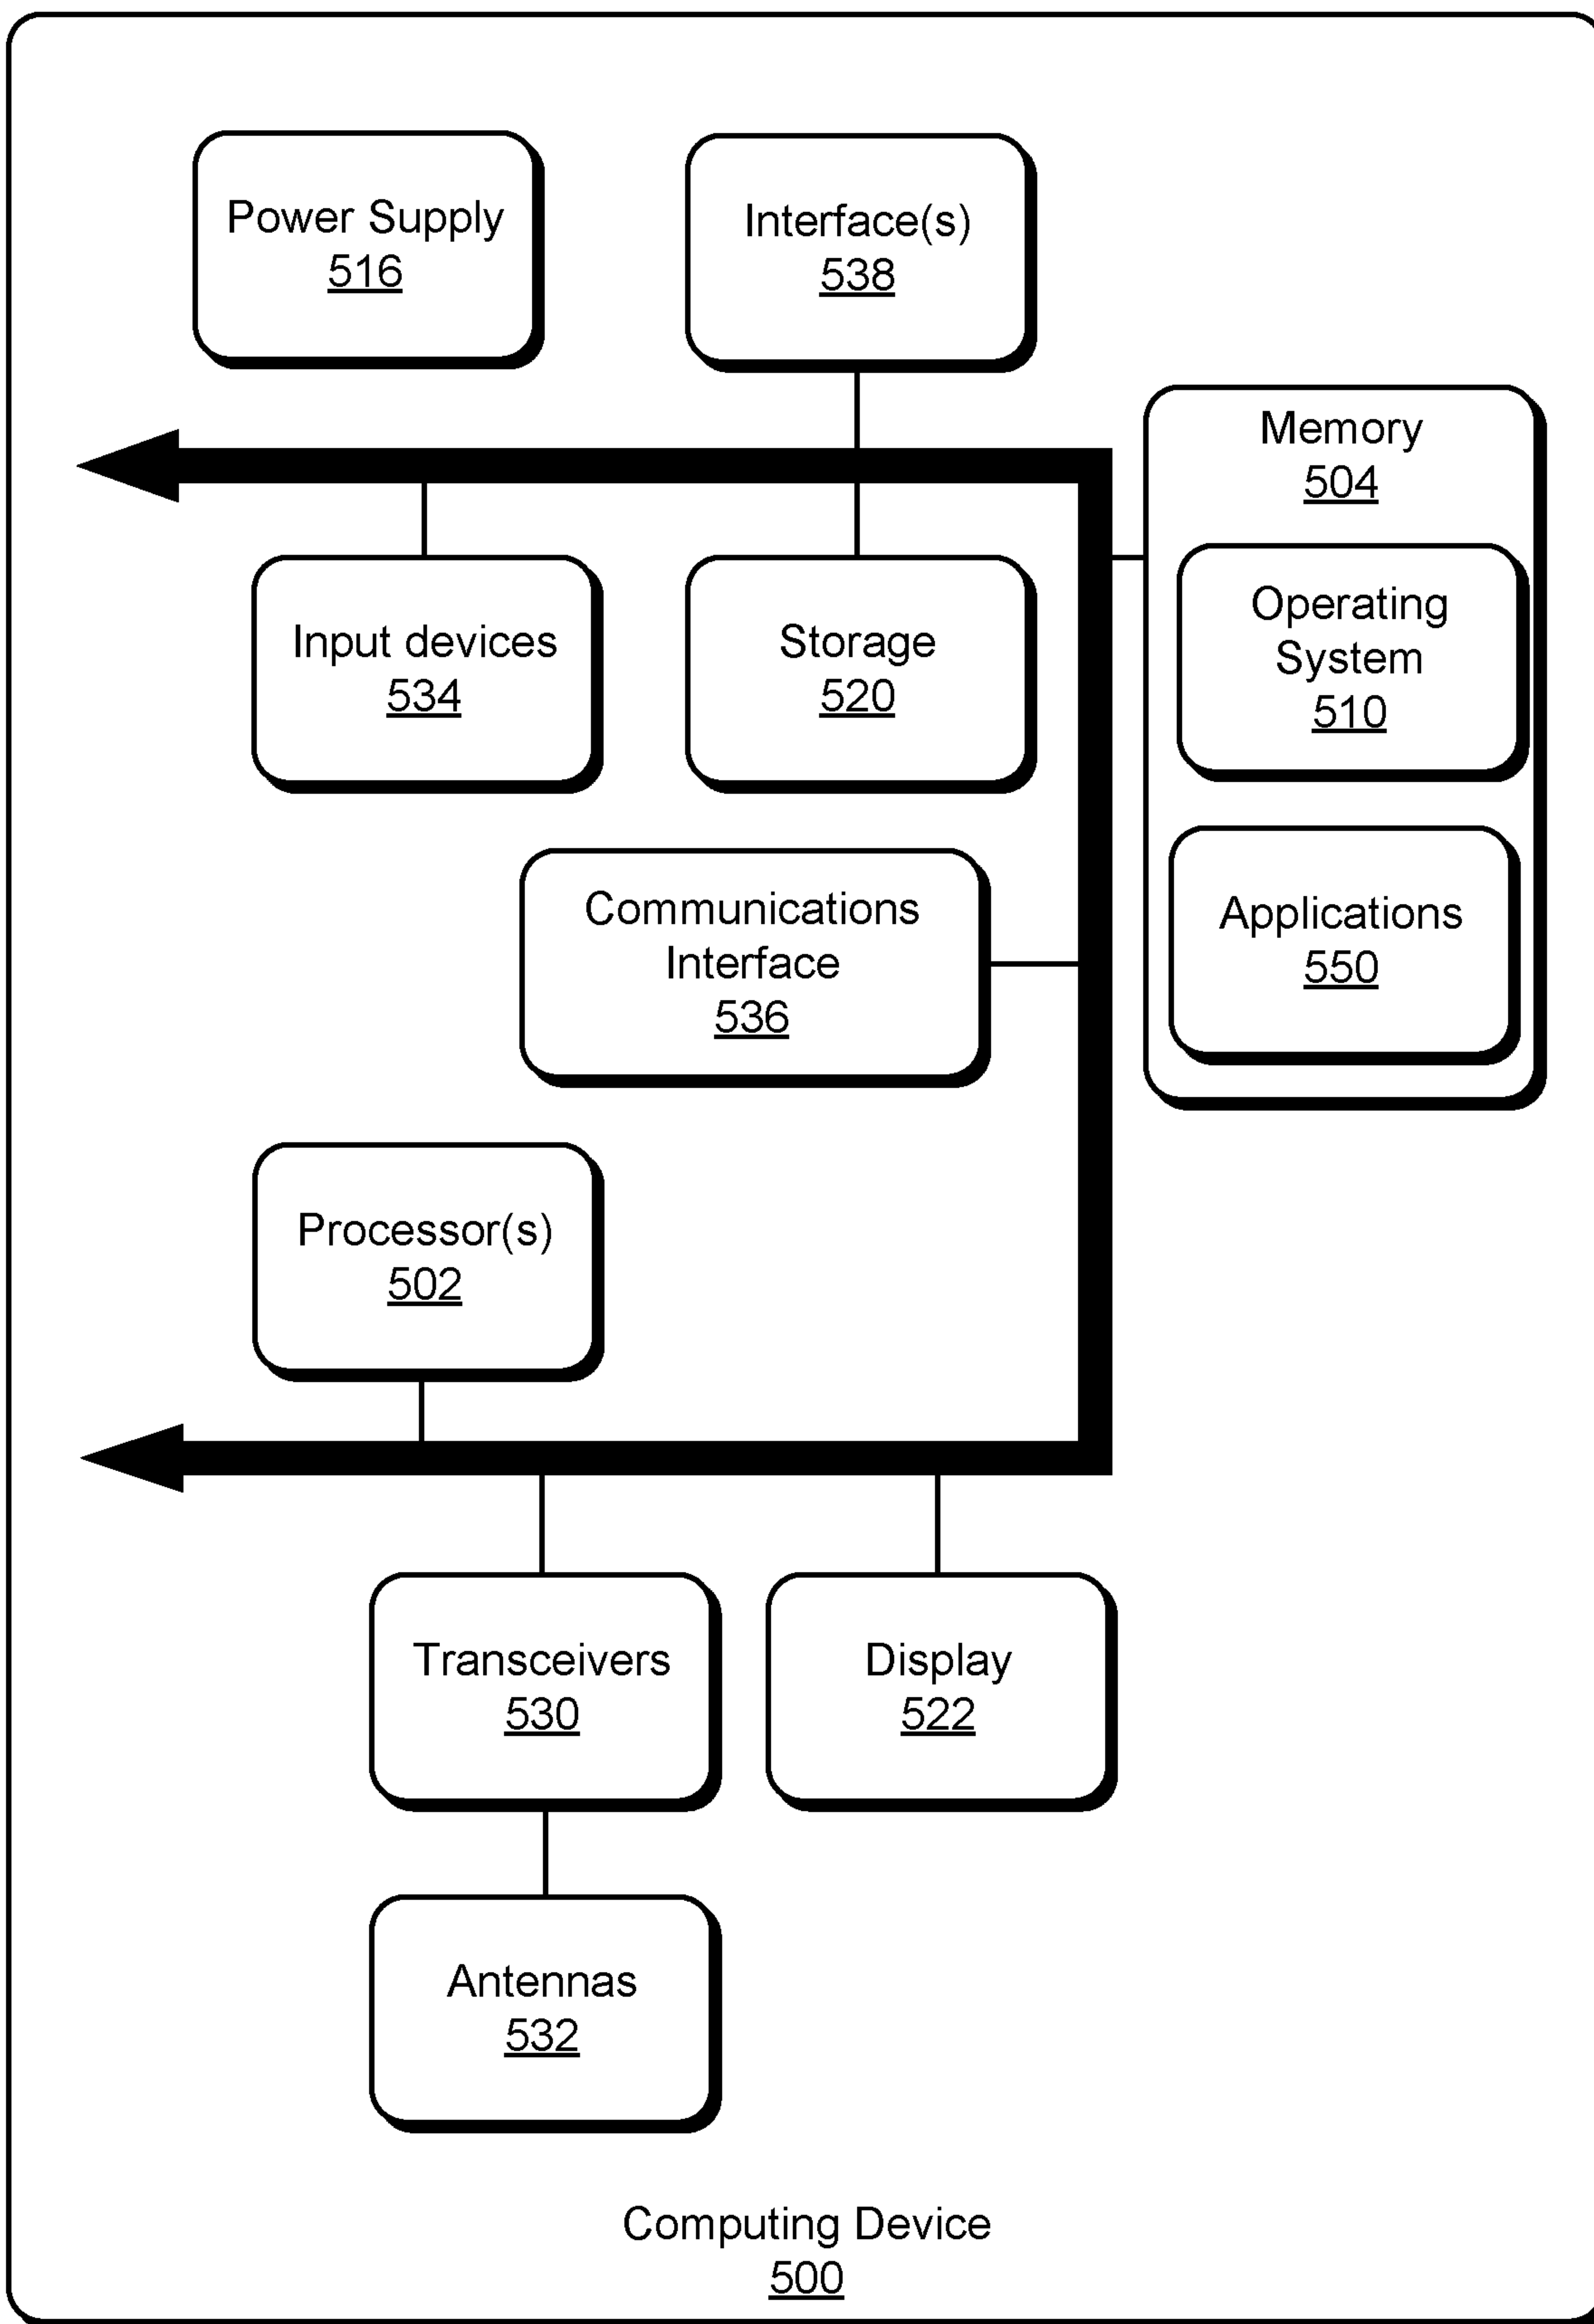 Power Supply
516
Interface(s)
538
Memory
504
Operating
System
510
Applications
550
Input devices
534
Storage
520
Communications
Interface
536
Processor(s)
502
Transceivers
530
Display
522
Antennas
532
Computing Device
500